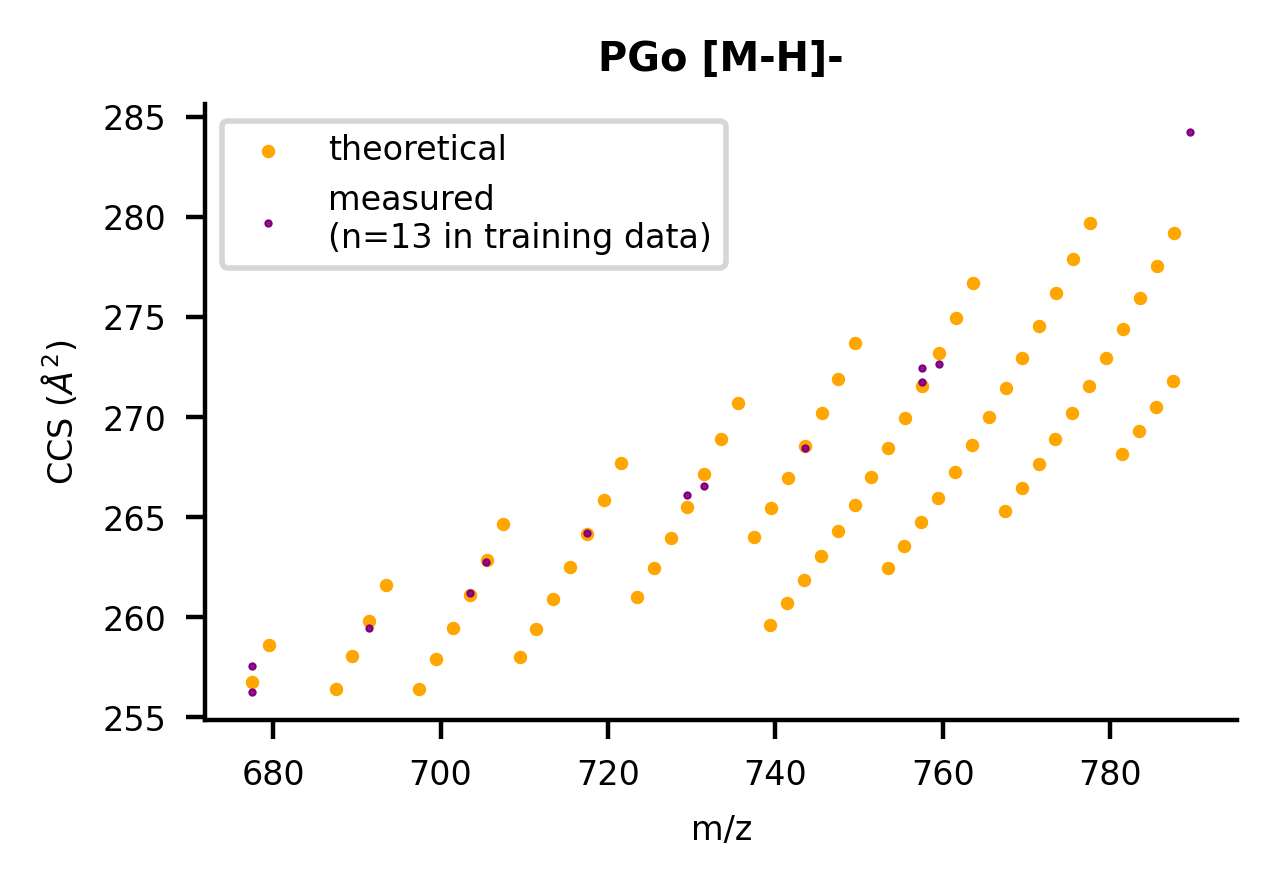 PGo [M-H]-
285
280
275
270
265
260
255
CCS (Å²)
theoretical
measured
(n=13 in training data)
680 700 720 740 760 780
m/z